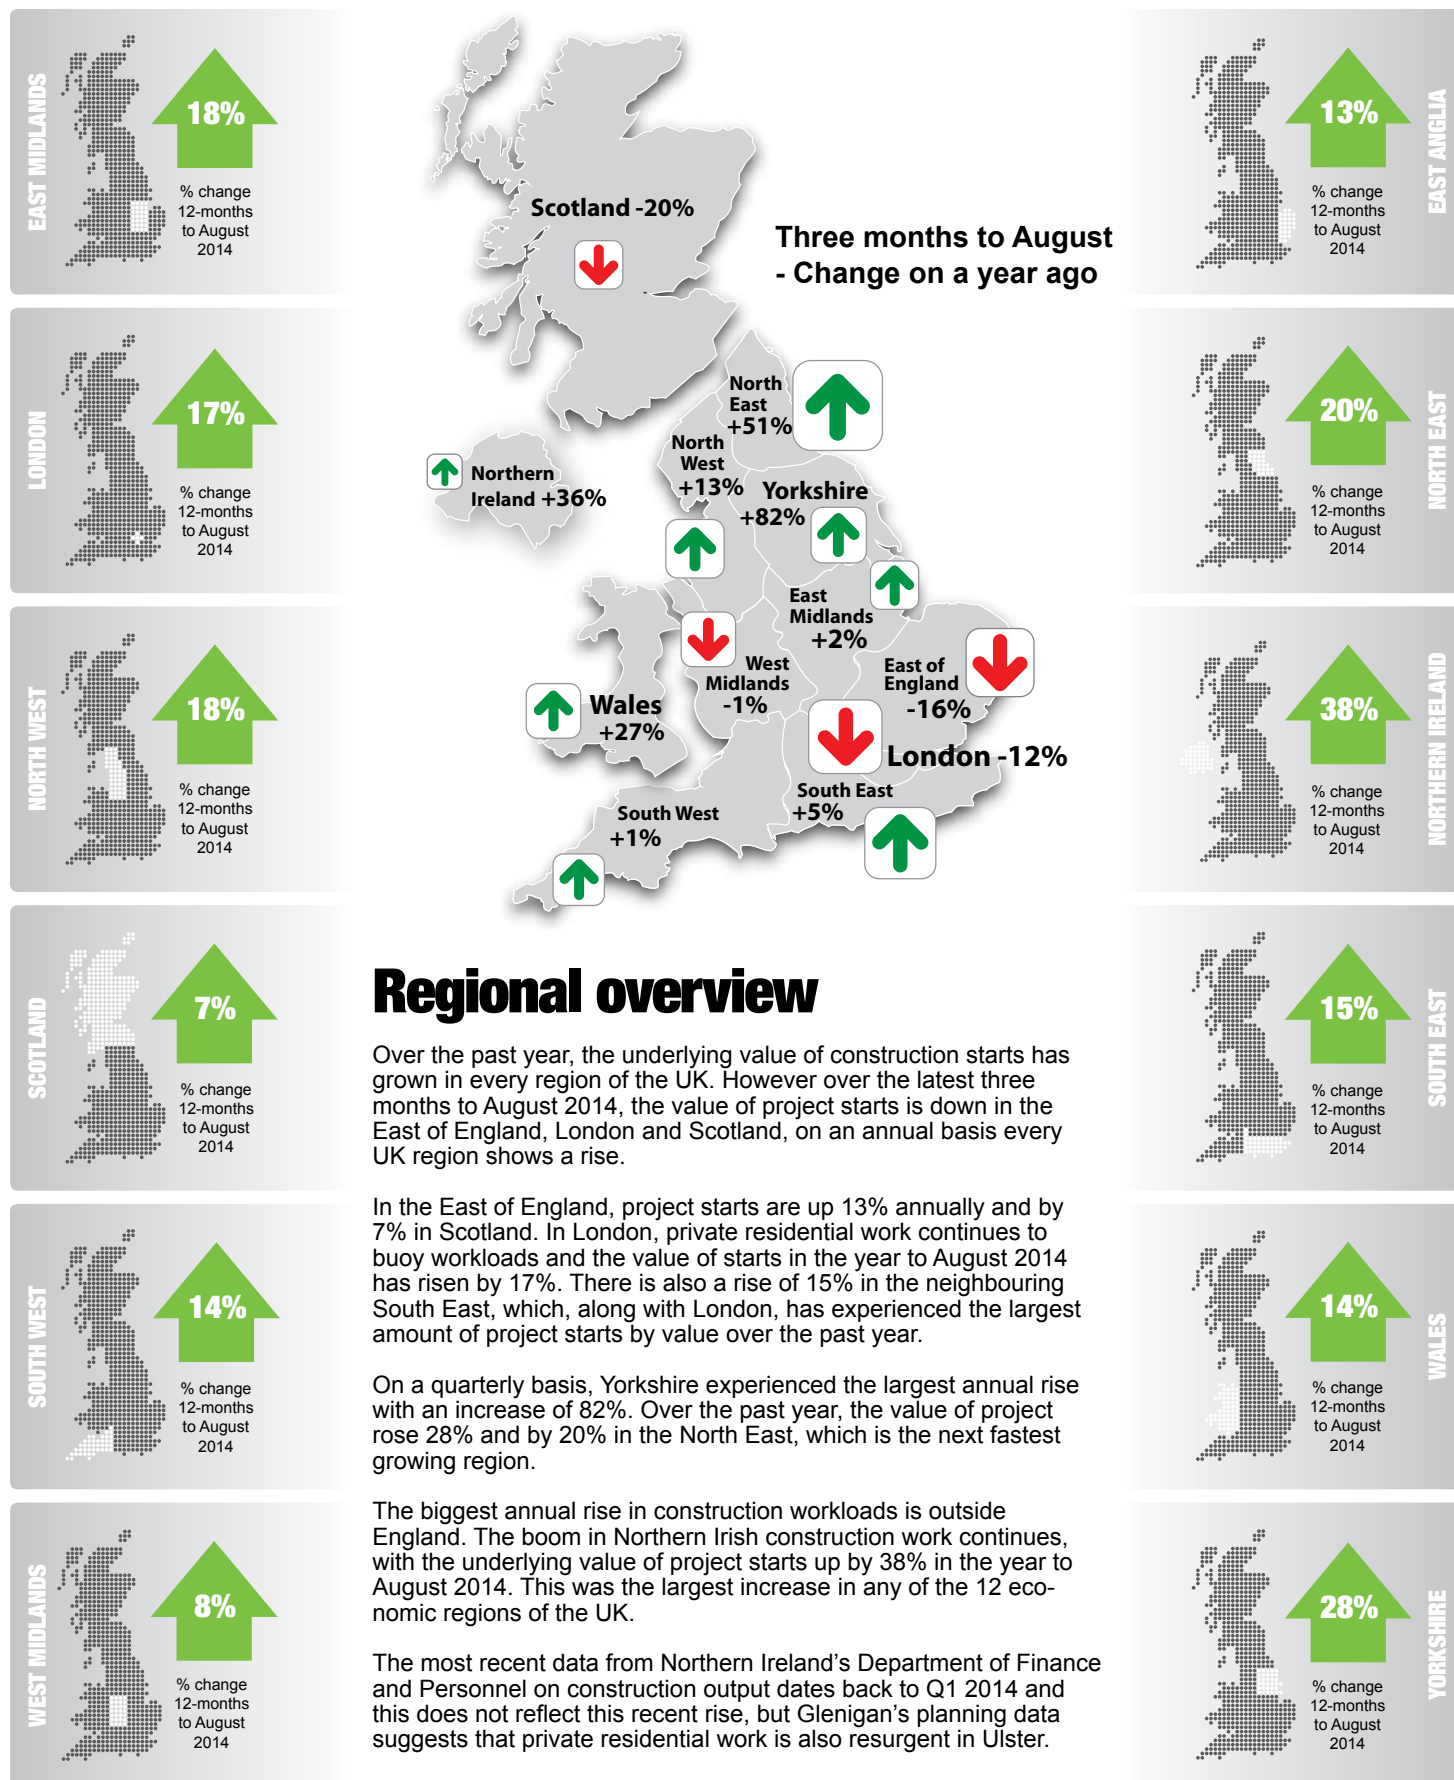 EAST MIDLANDS
18%
% change
12-months
to August
2014
LONDON
17%
% change
12-months
to August
2014
NORTH WEST
18%
% change
12-months
to August
2014
SCOTLAND
7%
% change
12-months
to August
2014
SOUTH WEST
14%
% change
12-months
to August
2014
WEST MIDLANDS
8%
% change
12-months
to August
2014
Three months to August
- Change on a year ago
Scotland -20%
North
East
+51%
North
West
+13%
Northern
Ireland +36%
Yorkshire
+82%
East
Midlands
+2%
West
Midlands
-1%
East of
England
-16%
Wales
+27%
London -12%
South East
+5%
South West
+1%
Regional overview
Over the past year, the underlying value of construction starts has
grown in every region of the UK. However over the latest three
months to August 2014, the value of project starts is down in the
East of England, London and Scotland, on an annual basis every
UK region shows a rise.
In the East of England, project starts are up 13% annually and by
7% in Scotland. In London, private residential work continues to
buoy workloads and the value of starts in the year to August 2014
has risen by 17%. There is also a rise of 15% in the neighbouring
South East, which, along with London, has experienced the largest
amount of project starts by value over the past year.
On a quarterly basis, Yorkshire experienced the largest annual rise
with an increase of 82%. Over the past year, the value of project
rose 28% and by 20% in the North East, which is the next fastest
growing region.
The biggest annual rise in construction workloads is outside
England. The boom in Northern Irish construction work continues,
with the underlying value of project starts up by 38% in the year to
August 2014. This was the largest increase in any of the 12 eco-
nomic regions of the UK.
The most recent data from Northern Ireland's Department of Finance
and Personnel on construction output dates back to Q1 2014 and
this does not reflect this recent rise, but Glenigan's planning data
suggests that private residential work is also resurgent in Ulster.
EAST ANGLIA
13%
% change
12-months
to August
2014
NORTH EAST
20%
% change
12-months
to August
2014
NORTHERN IRELAND
38%
% change
12-months
to August
2014
SOUTH EAST
15%
% change
12-months
to August
2014
WALES
14%
% change
12-months
to August
2014
YORKSHIRE
28%
% change
12-months
to August
2014